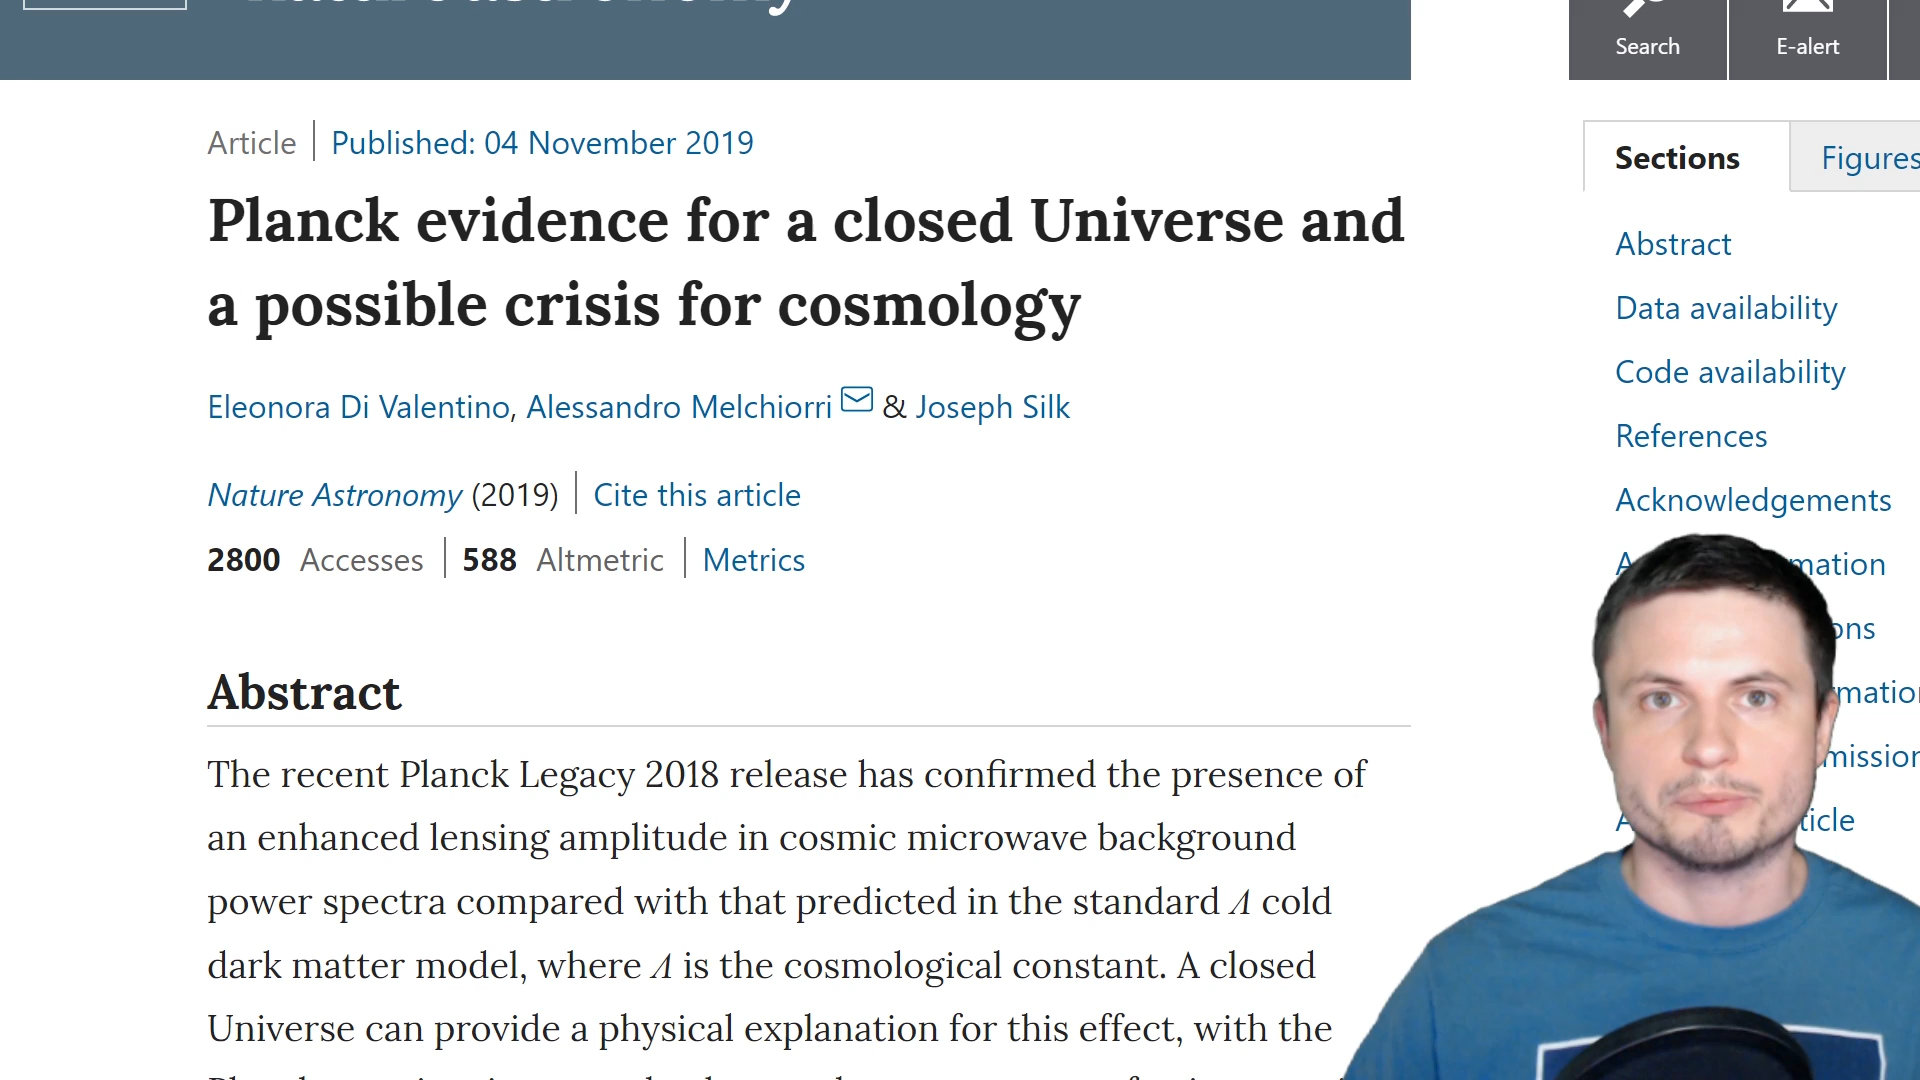 Search
E-alert
Article | Published: 04 November 2019
Planck evidence for a closed Universe and
a possible crisis for cosmology
Eleonora Di Valentino, Alessandro Melchiorri & Joseph Silk
Nature Astronomy (2019) | Cite this article
2800 Accesses | 588 Altmetric | Metrics
Abstract
The recent Planck Legacy 2018 release has confirmed the presence of
an enhanced lensing amplitude in cosmic microwave background
power spectra compared with that predicted in the standard Λ cold
dark matter model, where Λ is the cosmological constant. A closed
Universe can provide a physical explanation for this effect, with the
Sections
Figures
Abstract
Data availability
Code availability
References
Acknowledgements